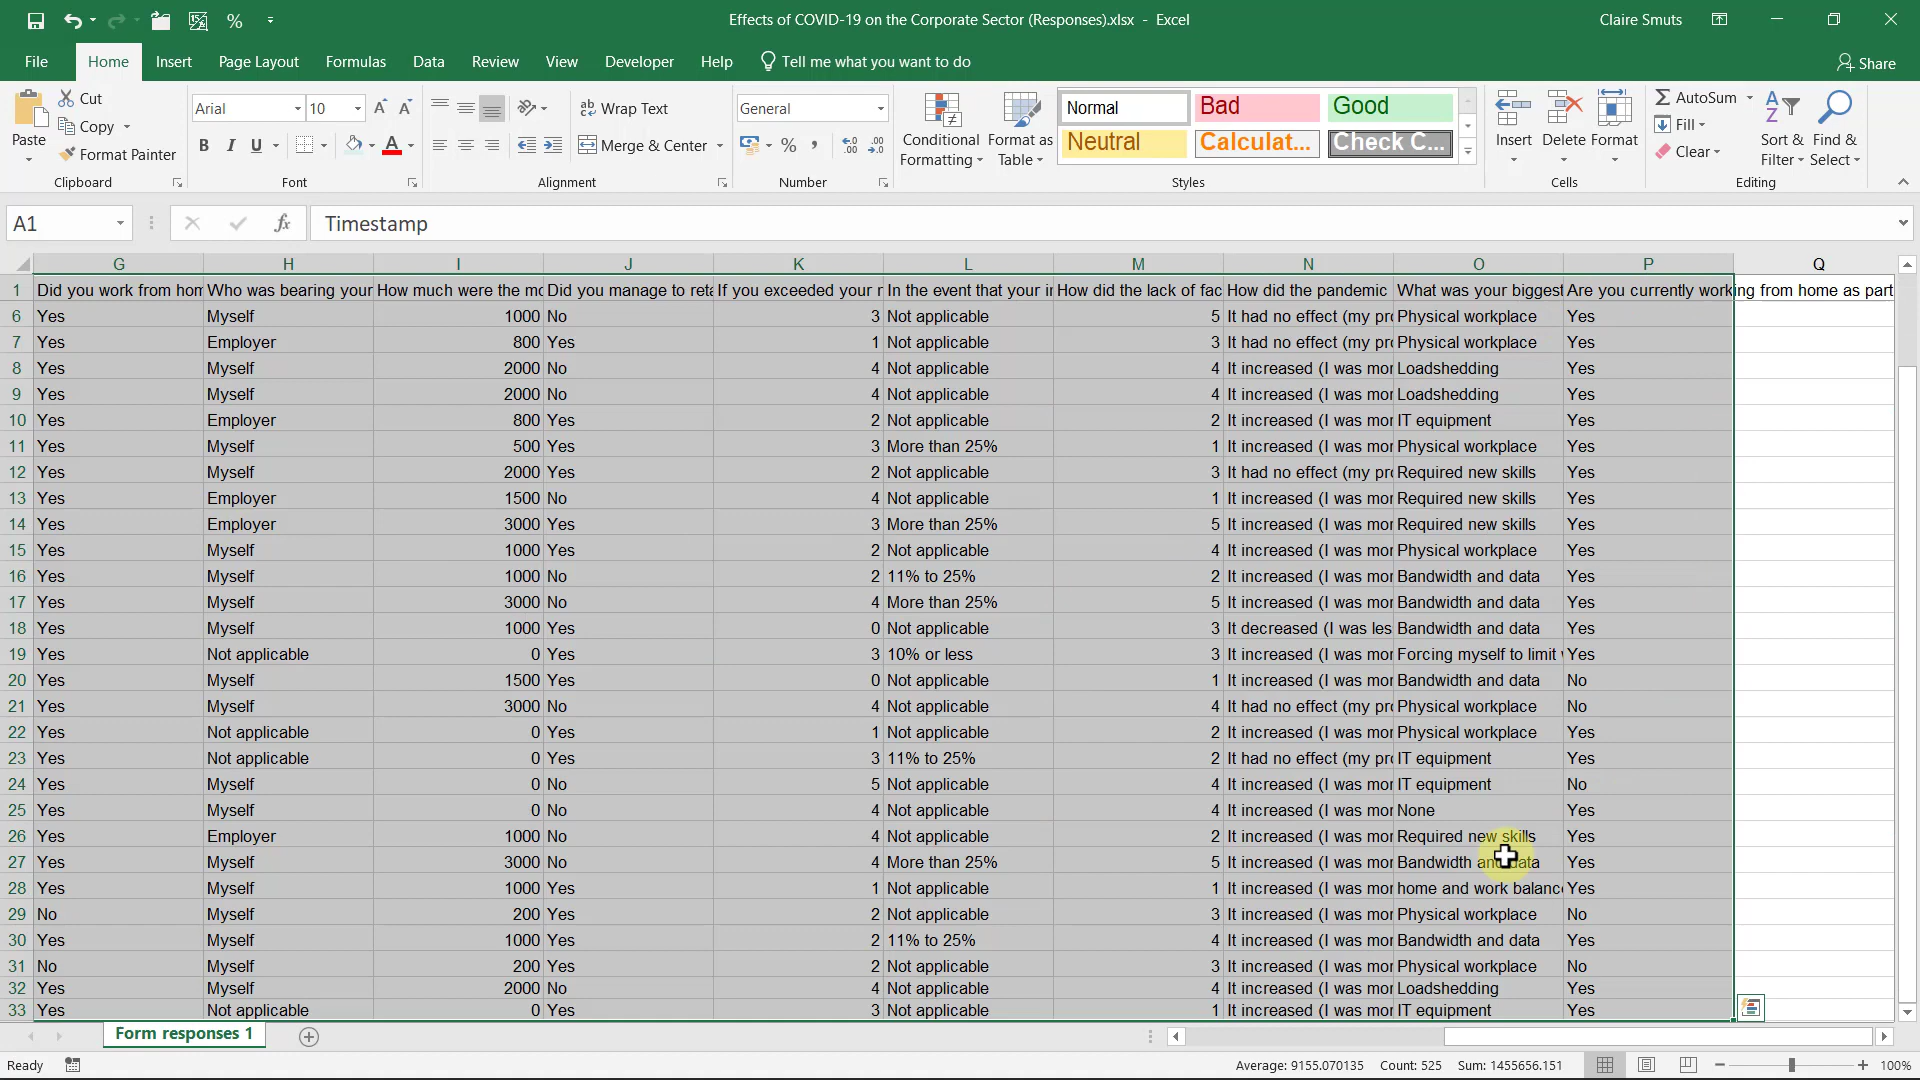 Effects of COVID-19 on the Corporate Sector (Responses).xlsx - Excel
Claire Smuts
File Home Insert Page Layout Formulas Data Review View Developer Help Tell me what you want to do Share
Paste Cut Copy Format Painter Clipboard
Arial 10 B I U A Font
Wrap Text Merge & Center Alignment
General % , Number
Conditional Formatting Format as Table
Normal Bad Good
Neutral Calculat... Check C...
Styles
Insert Delete Format Cells
AutoSum Fill Clear Sort & Filter Find & Select Editing
A1 fx Timestamp
G H I J K L M N O P Q
1 Did you work from hom Who was bearing your How much were the mo Did you manage to reta If you exceeded your r In the event that your in How did the lack of fac How did the pandemic What was your biggest Are you currently working from home as part
6 Yes Myself 1000 No 3 Not applicable 5 It had no effect (my pro Physical workplace Yes
7 Yes Employer 800 Yes 1 Not applicable 3 It had no effect (my pro Physical workplace Yes
8 Yes Myself 2000 No 4 Not applicable 4 It increased (I was mor Loadshedding Yes
9 Yes Myself 2000 No 4 Not applicable 4 It increased (I was mor Loadshedding Yes
10 Yes Employer 800 Yes 2 Not applicable 2 It increased (I was mor IT equipment Yes
11 Yes Myself 500 Yes 3 More than 25% 1 It increased (I was mor Physical workplace Yes
12 Yes Myself 2000 Yes 2 Not applicable 3 It had no effect (my pro Required new skills Yes
13 Yes Employer 1500 No 4 Not applicable 1 It increased (I was mor Required new skills Yes
14 Yes Employer 3000 Yes 3 More than 25% 5 It increased (I was mor Required new skills Yes
15 Yes Myself 1000 Yes 2 Not applicable 4 It increased (I was mor Physical workplace Yes
16 Yes Myself 1000 No 2 11% to 25% 2 It increased (I was mor Bandwidth and data Yes
17 Yes Myself 3000 No 4 More than 25% 5 It increased (I was mor Bandwidth and data Yes
18 Yes Myself 1000 Yes 0 Not applicable 3 It decreased (I was les Bandwidth and data Yes
19 Yes Not applicable 0 Yes 3 10% or less 3 It increased (I was mor Forcing myself to limit Yes
20 Yes Myself 1500 Yes 0 Not applicable 1 It increased (I was mor Bandwidth and data No
21 Yes Myself 3000 No 4 Not applicable 4 It had no effect (my pro Physical workplace No
22 Yes Not applicable 0 Yes 1 Not applicable 2 It increased (I was mor Physical workplace Yes
23 Yes Not applicable 0 Yes 3 11% to 25% 2 It had no effect (my pro IT equipment Yes
24 Yes Myself 0 No 5 Not applicable 4 It increased (I was mor IT equipment No
25 Yes Myself 0 No 4 Not applicable 4 It increased (I was mor None Yes
26 Yes Employer 1000 No 4 Not applicable 2 It increased (I was mor Required new skills Yes
27 Yes Myself 3000 No 4 More than 25% 5 It increased (I was mor Bandwidth and data Yes
28 Yes Myself 1000 Yes 1 Not applicable 1 It increased (I was mor home and work balance Yes
29 No Myself 200 Yes 2 Not applicable 3 It increased (I was mor Physical workplace No
30 Yes Myself 1000 Yes 2 11% to 25% 4 It increased (I was mor Bandwidth and data Yes
31 No Myself 200 Yes 2 Not applicable 3 It increased (I was mor Physical workplace No
32 Yes Myself 2000 No 4 Not applicable 4 It increased (I was mor Loadshedding Yes
33 Yes Not applicable 0 Yes 3 Not applicable 1 It increased (I was mor IT equipment Yes
Form responses 1
Ready Average: 9155.070135 Count: 525 Sum: 1455656.151 100%